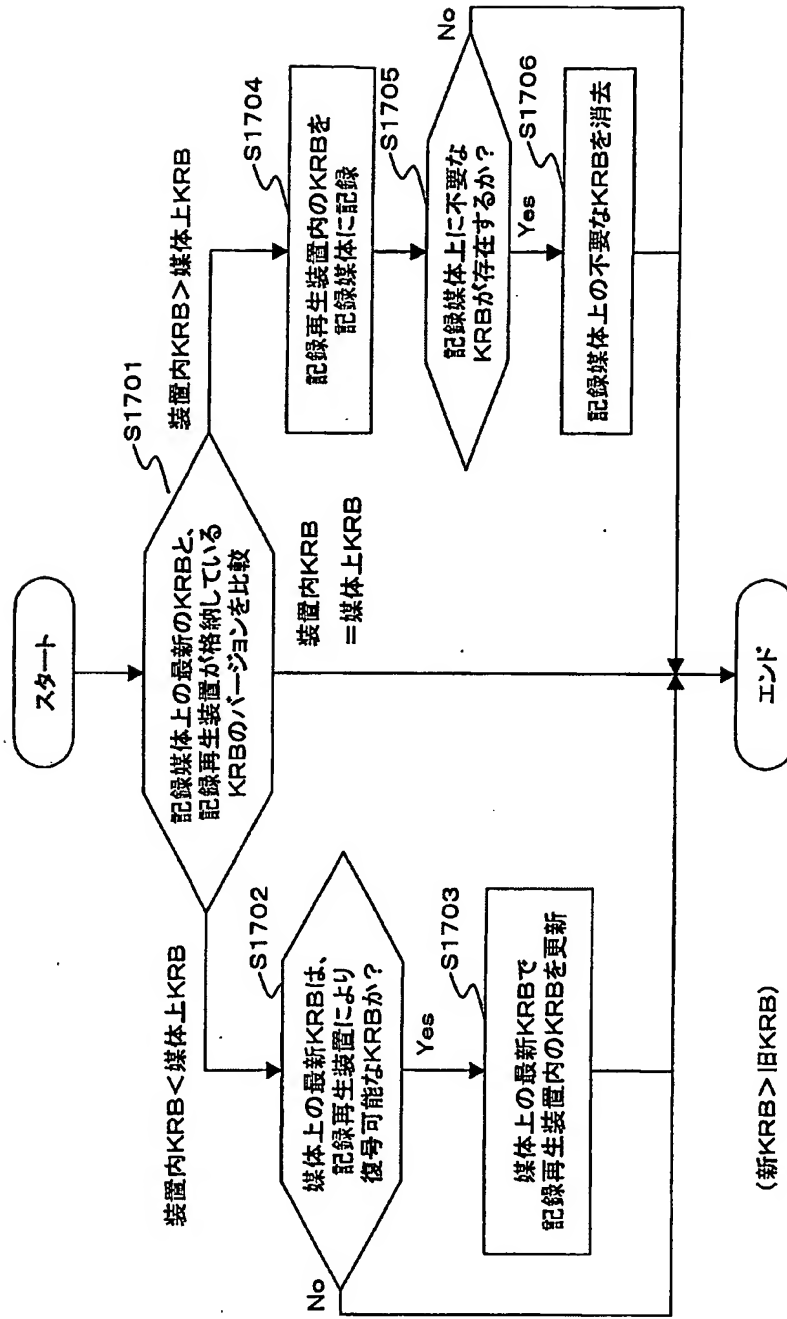 スタート
記録媒体上の最新のKRBと、
記録再生装置が格納している
KRBのバージョンを比較
S1701
装置内KRB＜媒体上KRB
装置内KRB
＝媒体上KRB
装置内KRB＞媒体上KRB
媒体上の最新KRBは、
記録再生装置により
復号可能なKRBか？
S1702
No
Yes
媒体上の最新KRBで
記録再生装置内のKRBを更新
S1703
記録再生装置内のKRBを
記録媒体に記録
S1704
記録媒体上に不要な
KRBが存在するか？
S1705
No
Yes
記録媒体上の不要なKRBを消去
S1706
エンド
（新KRB＞旧KRB）